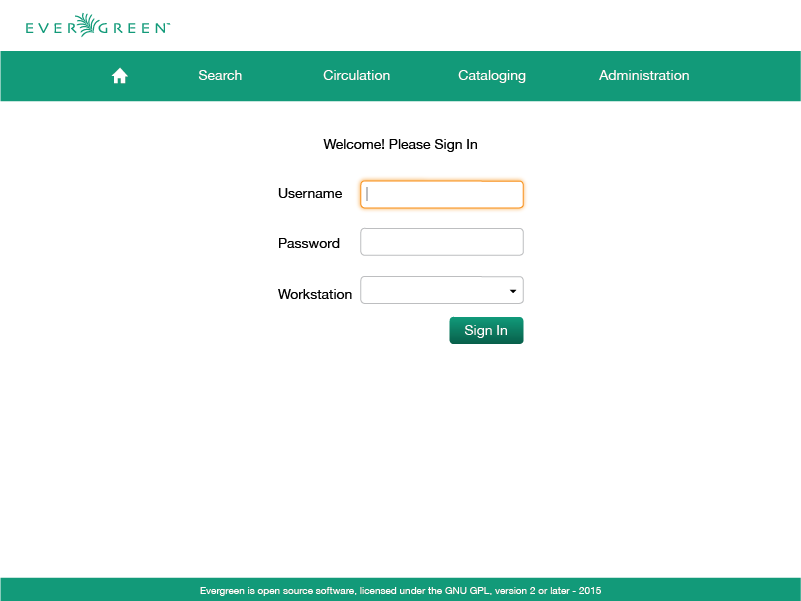 EVERGREEN™
Search Circulation Cataloging Administration
Welcome! Please Sign In
Username
Password
Workstation
Sign In
Evergreen is open source software, licensed under the GNU GPL, version 2 or later - 2015